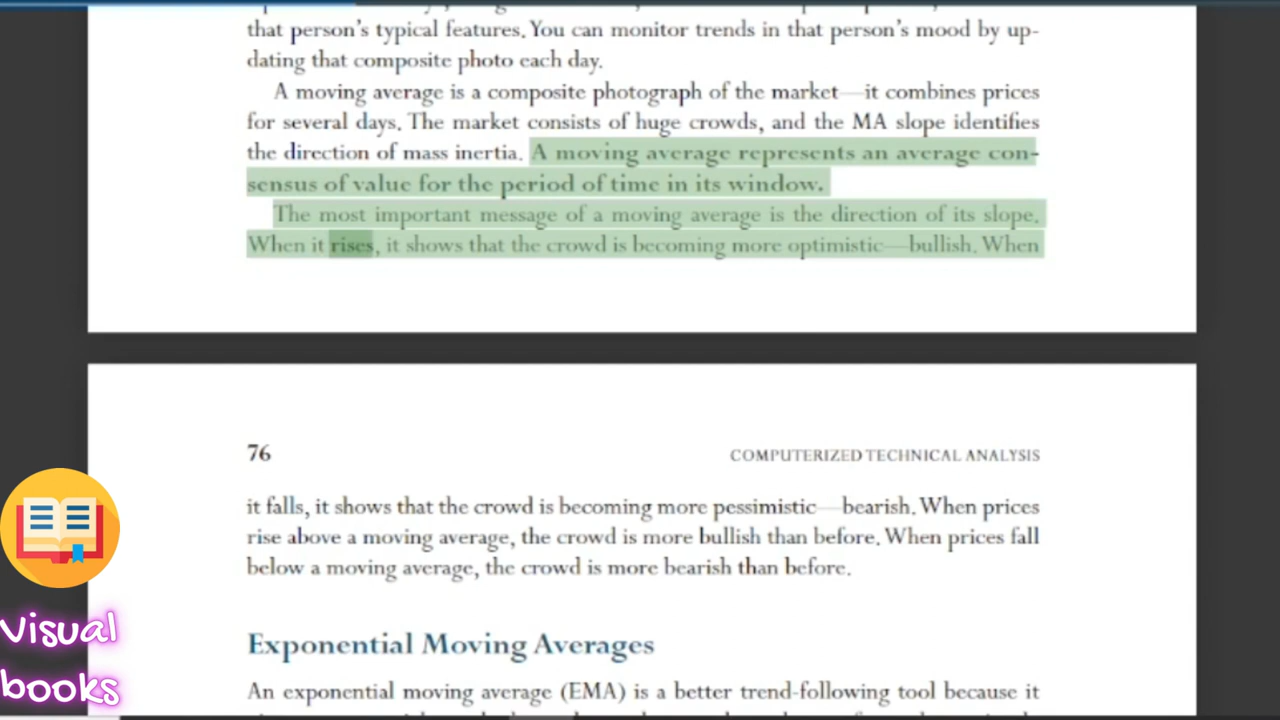 that person's typical features. You can monitor trends in that person's mood by up-
dating that composite photo each day.
A moving average is a composite photograph of the market—it combines prices
for several days. The market consists of huge crowds, and the MA slope identifies
the direction of mass inertia. A moving average represents an average con-
sensus of value for the period of time in its window.
The most important message of a moving average is the direction of its slope.
When it rises, it shows that the crowd is becoming more optimistic—bullish. When
76 COMPUTERIZED TECHNICAL ANALYSIS
it falls, it shows that the crowd is becoming more pessimistic—bearish. When prices
rise above a moving average, the crowd is more bullish than before. When prices fall
below a moving average, the crowd is more bearish than before.
Exponential Moving Averages
An exponential moving average (EMA) is a better trend-following tool because it
Visual
books